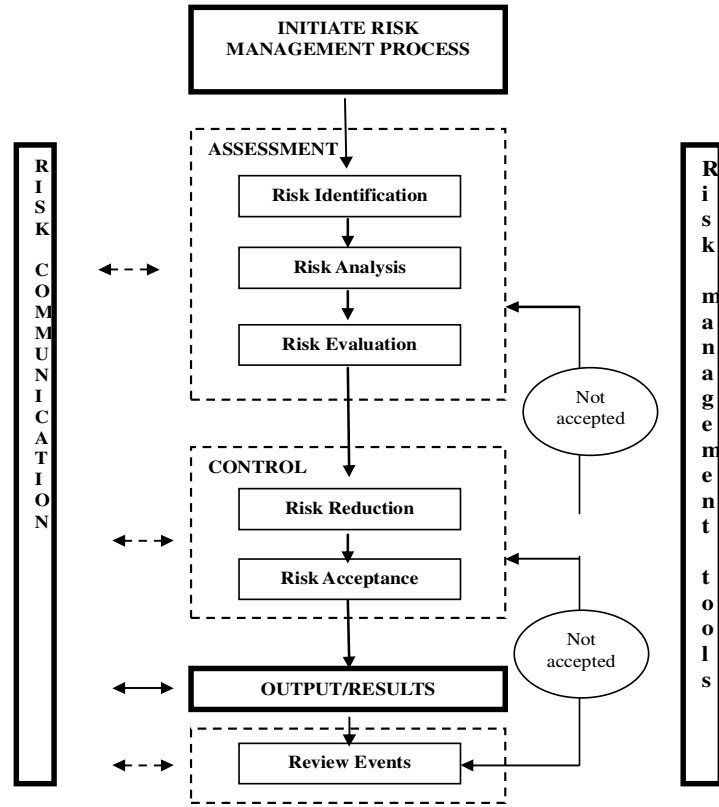 INITIATE RISK
MANAGEMENT PROCESS
RISK COMMUNICATION
ASSESSMENT
Risk Identification
Risk Analysis
Risk Evaluation
Not
accepted
CONTROL
Risk Reduction
Risk Acceptance
Not
accepted
OUTPUT/RESULTS
Review Events
Risk management tools